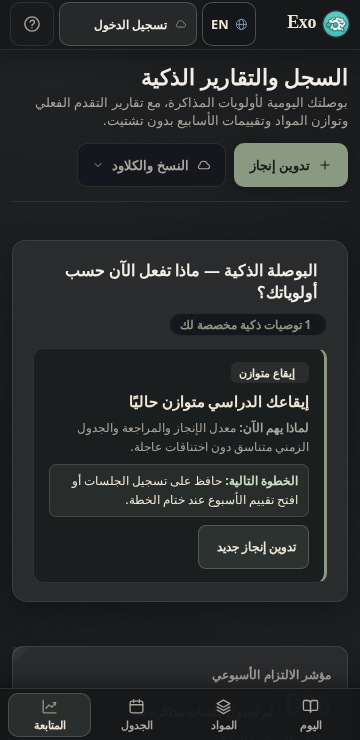 Exo
EN
تسجيل الدخول
السجل والتقارير الذكية
بوصلتك اليومية لأولويات المذاكرة، مع تقارير التقدم الفعلي
وتوازن المواد وتقييمات الأسابيع بدون تشتيت.
تدوين إنجاز
النسخ والكلاود
البوصلة الذكية — ماذا تفعل الآن حسب
أولوياتك؟
1 توصيات ذكية مخصصة لك
إيقاع متوازن
إيقاعك الدراسي متوازن حاليًا
لماذا يهم الآن: معدل الإنجاز والمراجعة والجدول
الزمني متناسق دون اختناقات عاجلة.
الخطوة التالية: حافظ على تسجيل الجلسات أو
افتح تقييم الأسبوع عند ختام الخطة.
تدوين إنجاز جديد
مؤشر الالتزام الأسبوعي
اليوم
المواد
الجدول
المتابعة